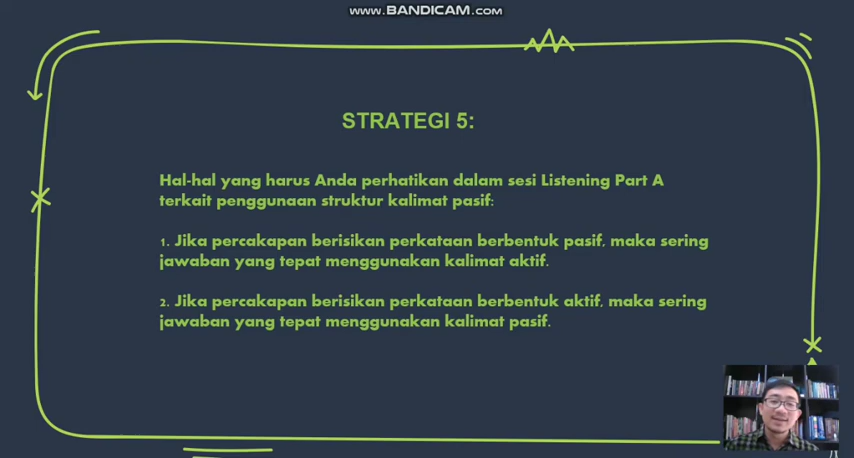 WWW.BANDICAM.COM
STRATEGI 5:
Hal-hal yang harus Anda perhatikan dalam sesi Listening Part A
terkait penggunaan struktur kalimat pasif:
1. Jika percakapan berisikan perkataan berbentuk pasif, maka sering
jawaban yang tepat menggunakan kalimat aktif.
2. Jika percakapan berisikan perkataan berbentuk aktif, maka sering
jawaban yang tepat menggunakan kalimat pasif.